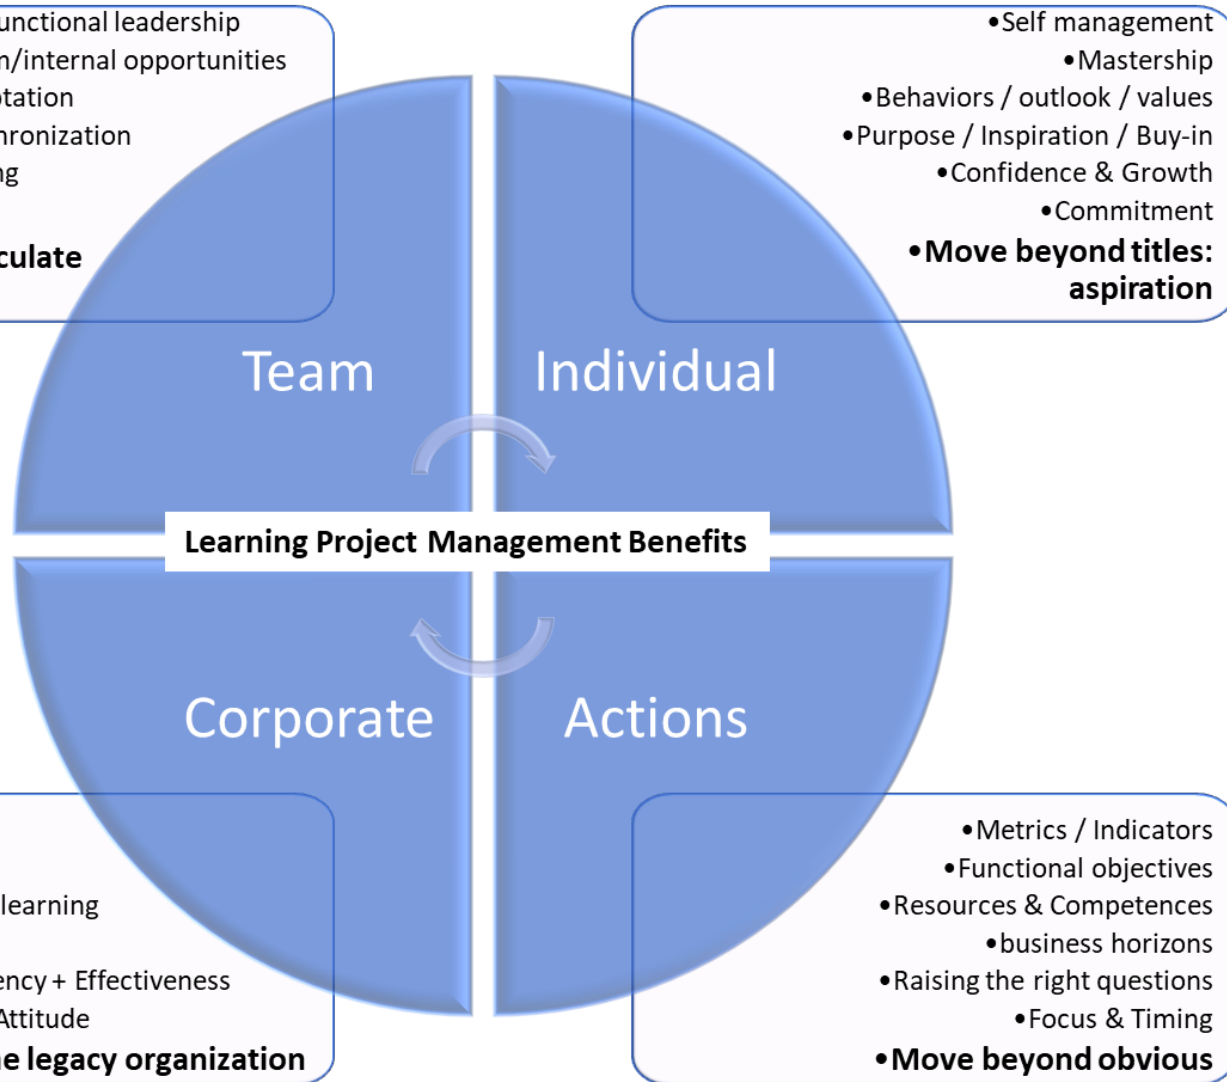 unctional leadership
n/internal opportunities
otation
hronization
ng
culate
•Self management
•Mastership
•Behaviors / outlook / values
•Purpose / Inspiration / Buy-in
•Confidence & Growth
•Commitment
•Move beyond titles:
aspiration
Team
Individual
Learning Project Management Benefits
Corporate
Actions
learning
ency + Effectiveness
Attitude
ne legacy organization
•Metrics / Indicators
•Functional objectives
•Resources & Competences
•business horizons
•Raising the right questions
•Focus & Timing
•Move beyond obvious